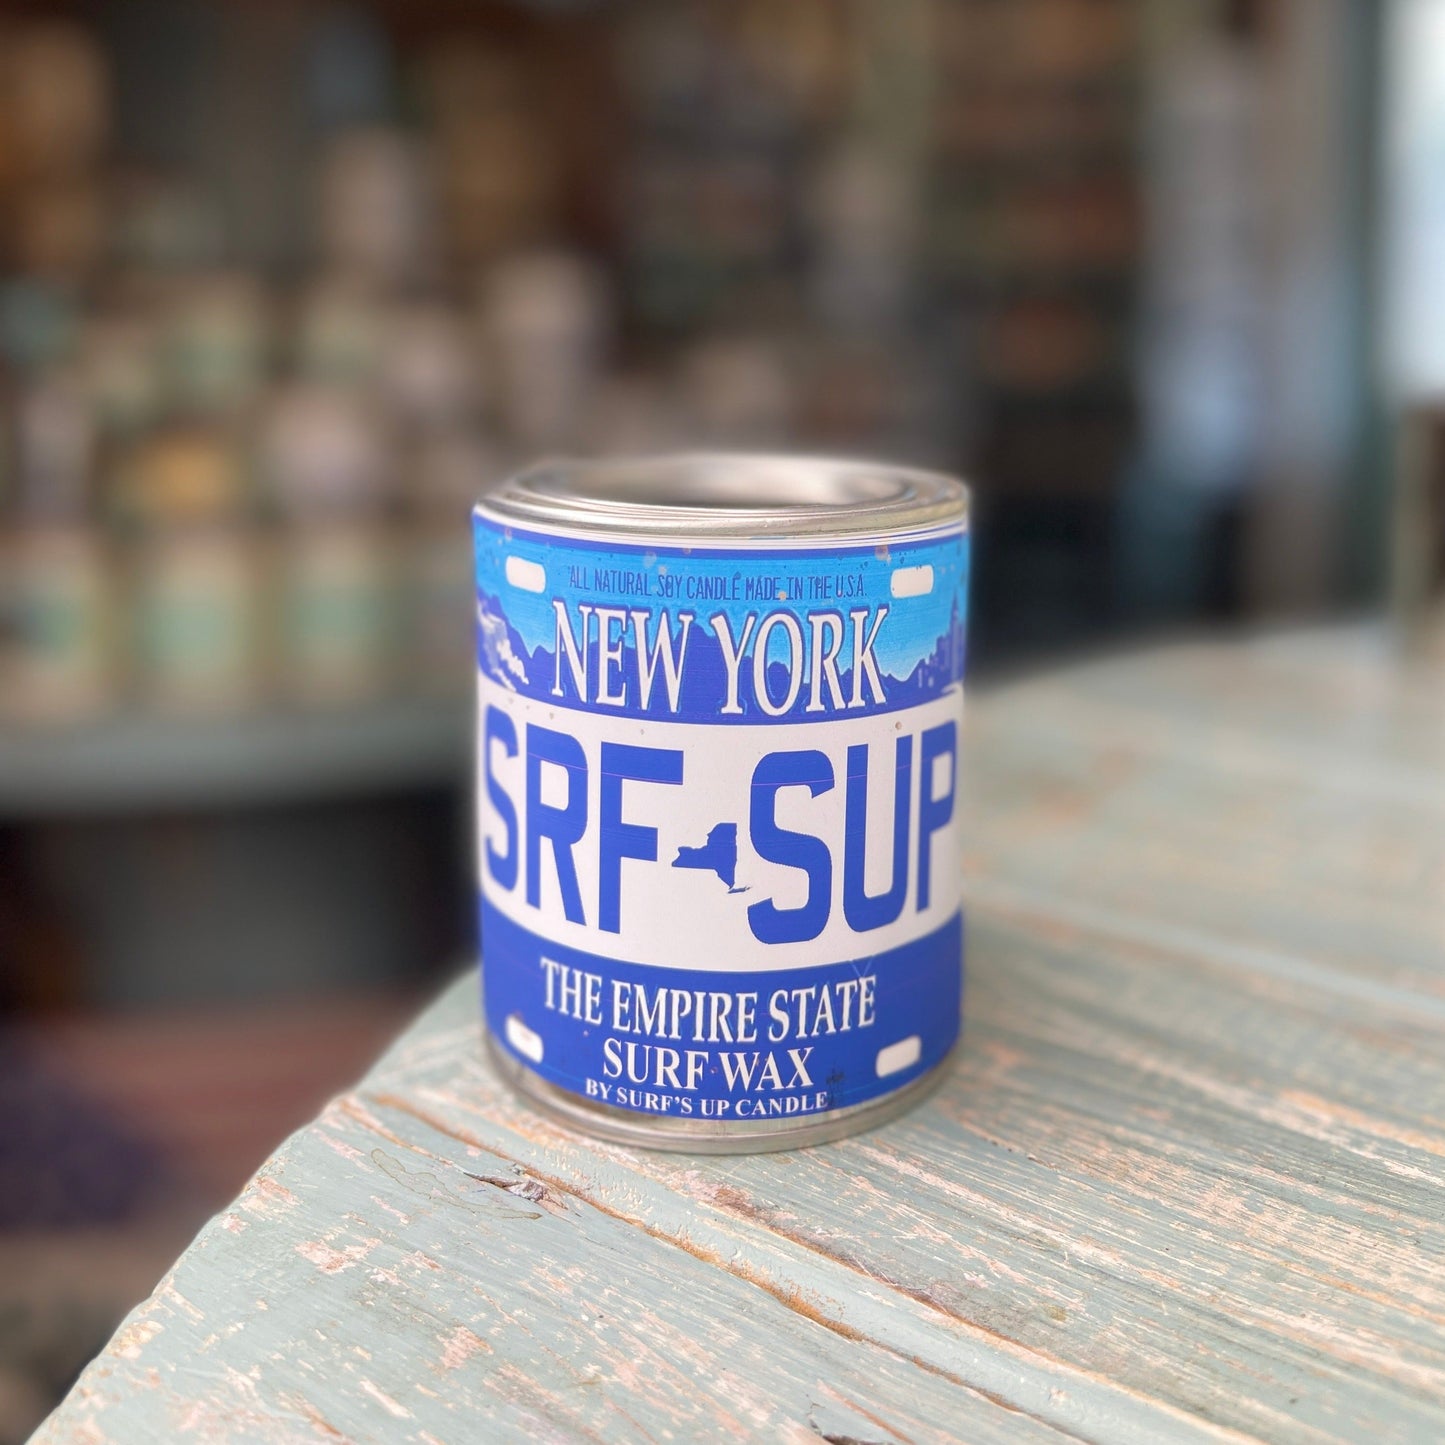 ALL NATURAL SOY CANDLE MADE IN THE U.S.A.
NEW YORK
SRF SUP
THE EMPIRE STATE
SURF WAX
BY SURF'S UP CANDLE